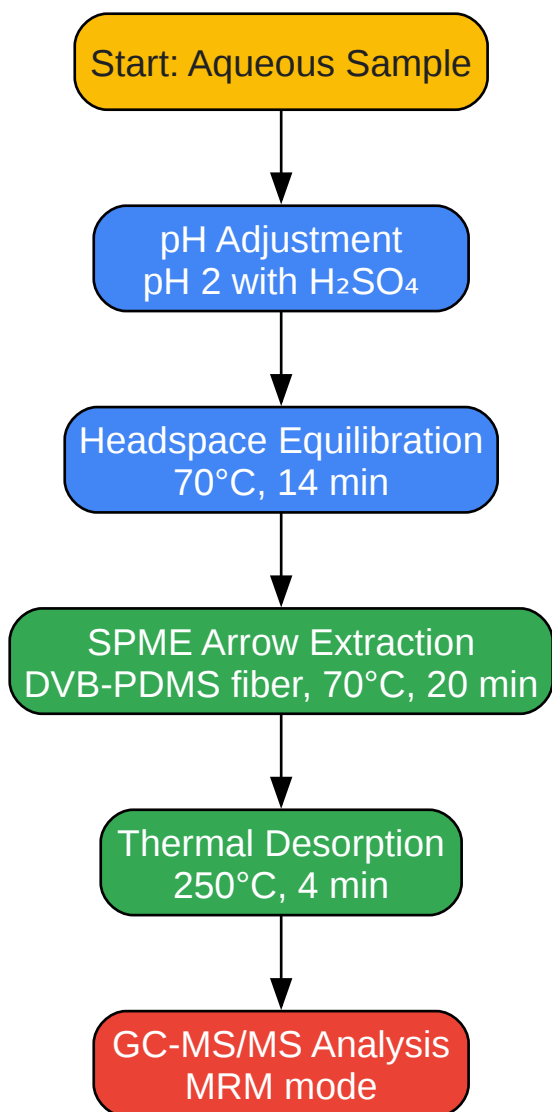 Start: Aqueous Sample
pH Adjustment
pH 2 with H₂SO₄
Headspace Equilibration
70°C, 14 min
SPME Arrow Extraction
DVB-PDMS fiber, 70°C, 20 min
Thermal Desorption
250°C, 4 min
GC-MS/MS Analysis
MRM mode